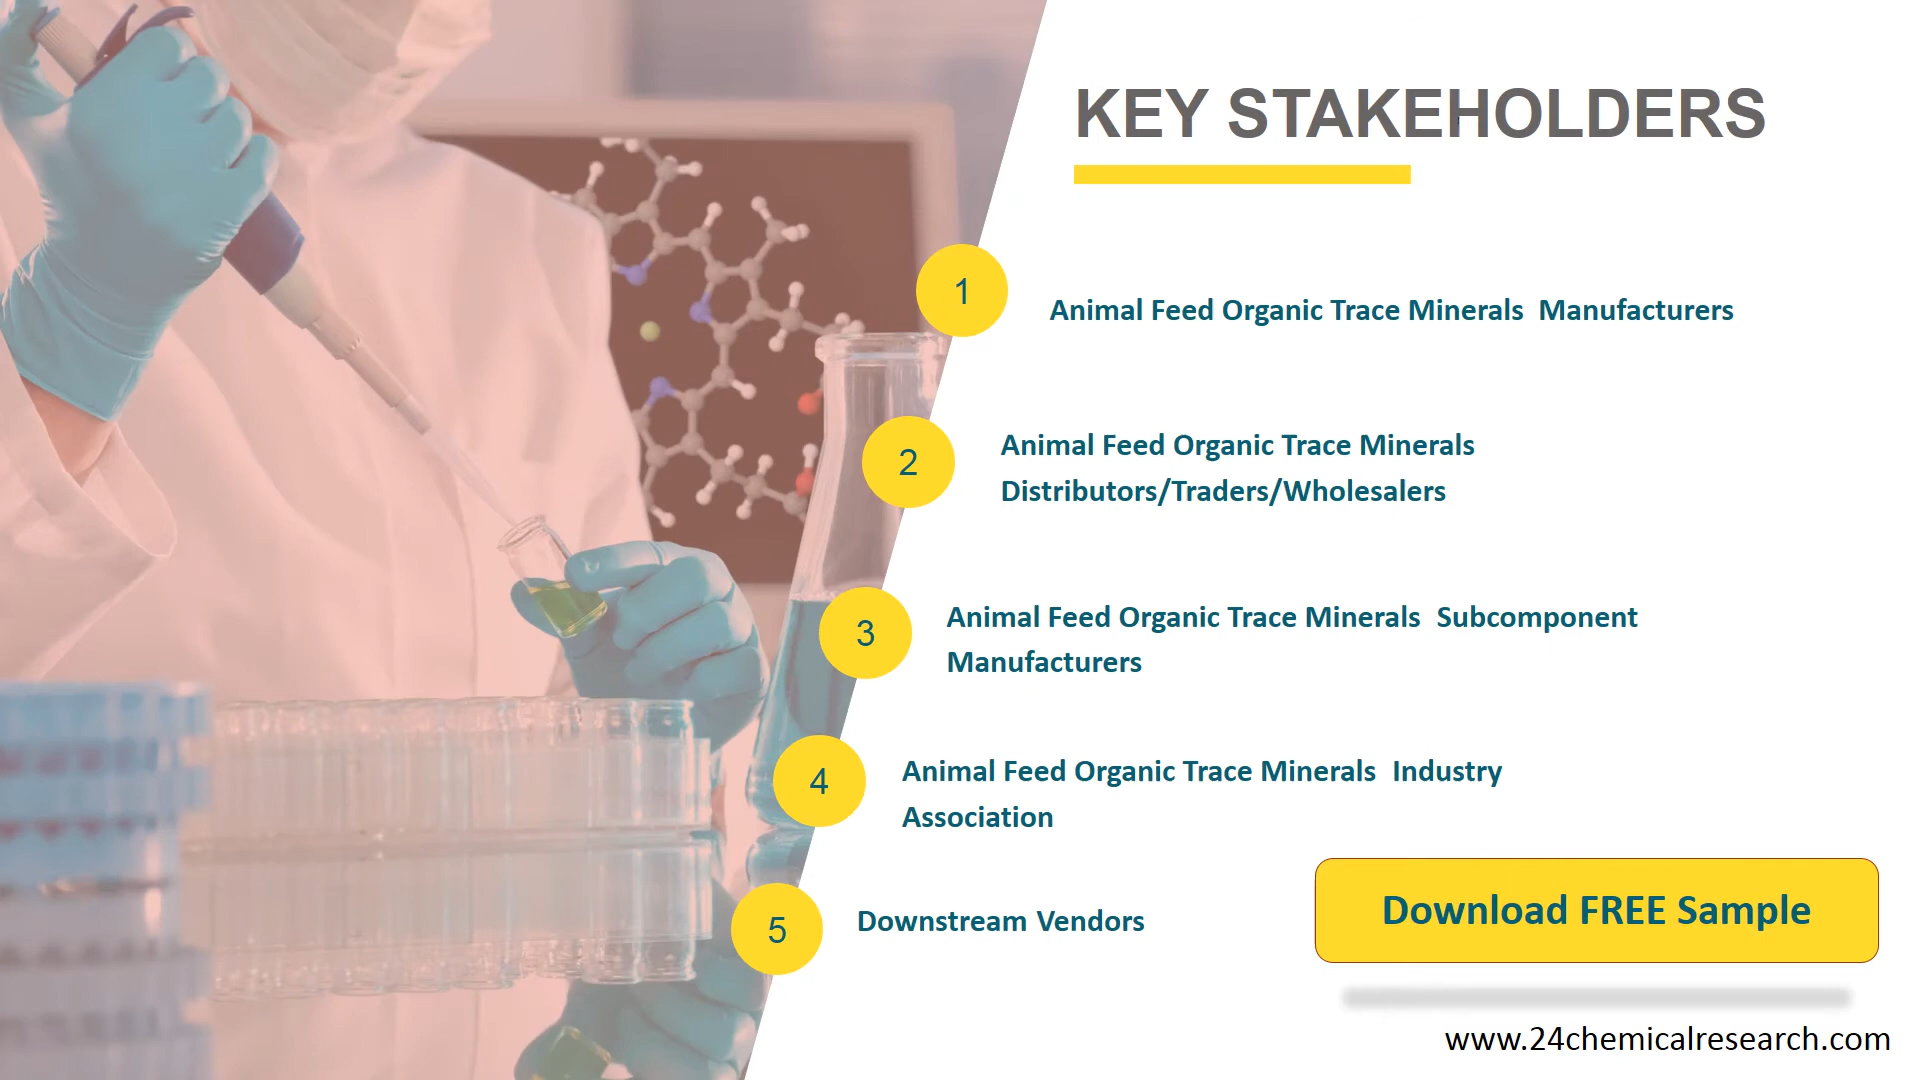 KEY STAKEHOLDERS
1
Animal Feed Organic Trace Minerals  Manufacturers
2
Animal Feed Organic Trace Minerals
Distributors/Traders/Wholesalers
3
Animal Feed Organic Trace Minerals  Subcomponent
Manufacturers
4
Animal Feed Organic Trace Minerals  Industry
Association
5
Downstream Vendors
Download FREE Sample
www.24chemicalresearch.com